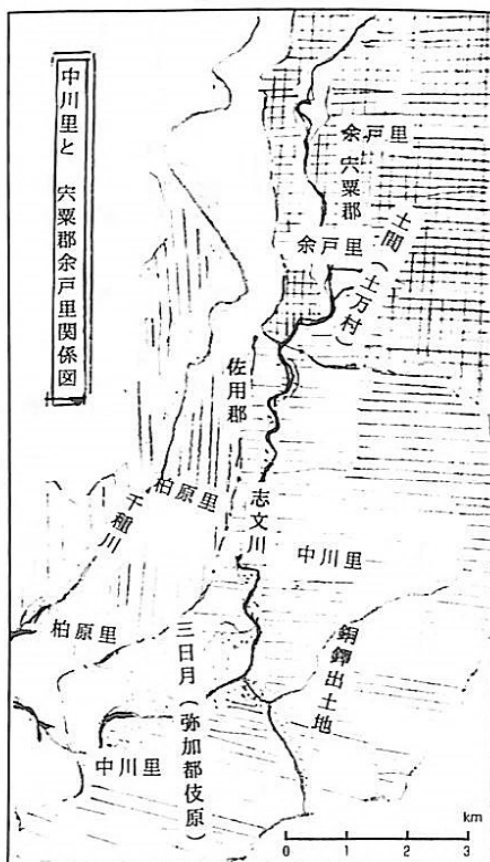 中川里と 宍粟郡余戸里関係図
余戸里
宍粟郡
余戸里
土間(土万村)
佐用郡
柏原里
千種川
志文川
中川里
柏原里
三日月(弥加都伎原)
銅鐸出土地
中川里
km
0 1 2 3